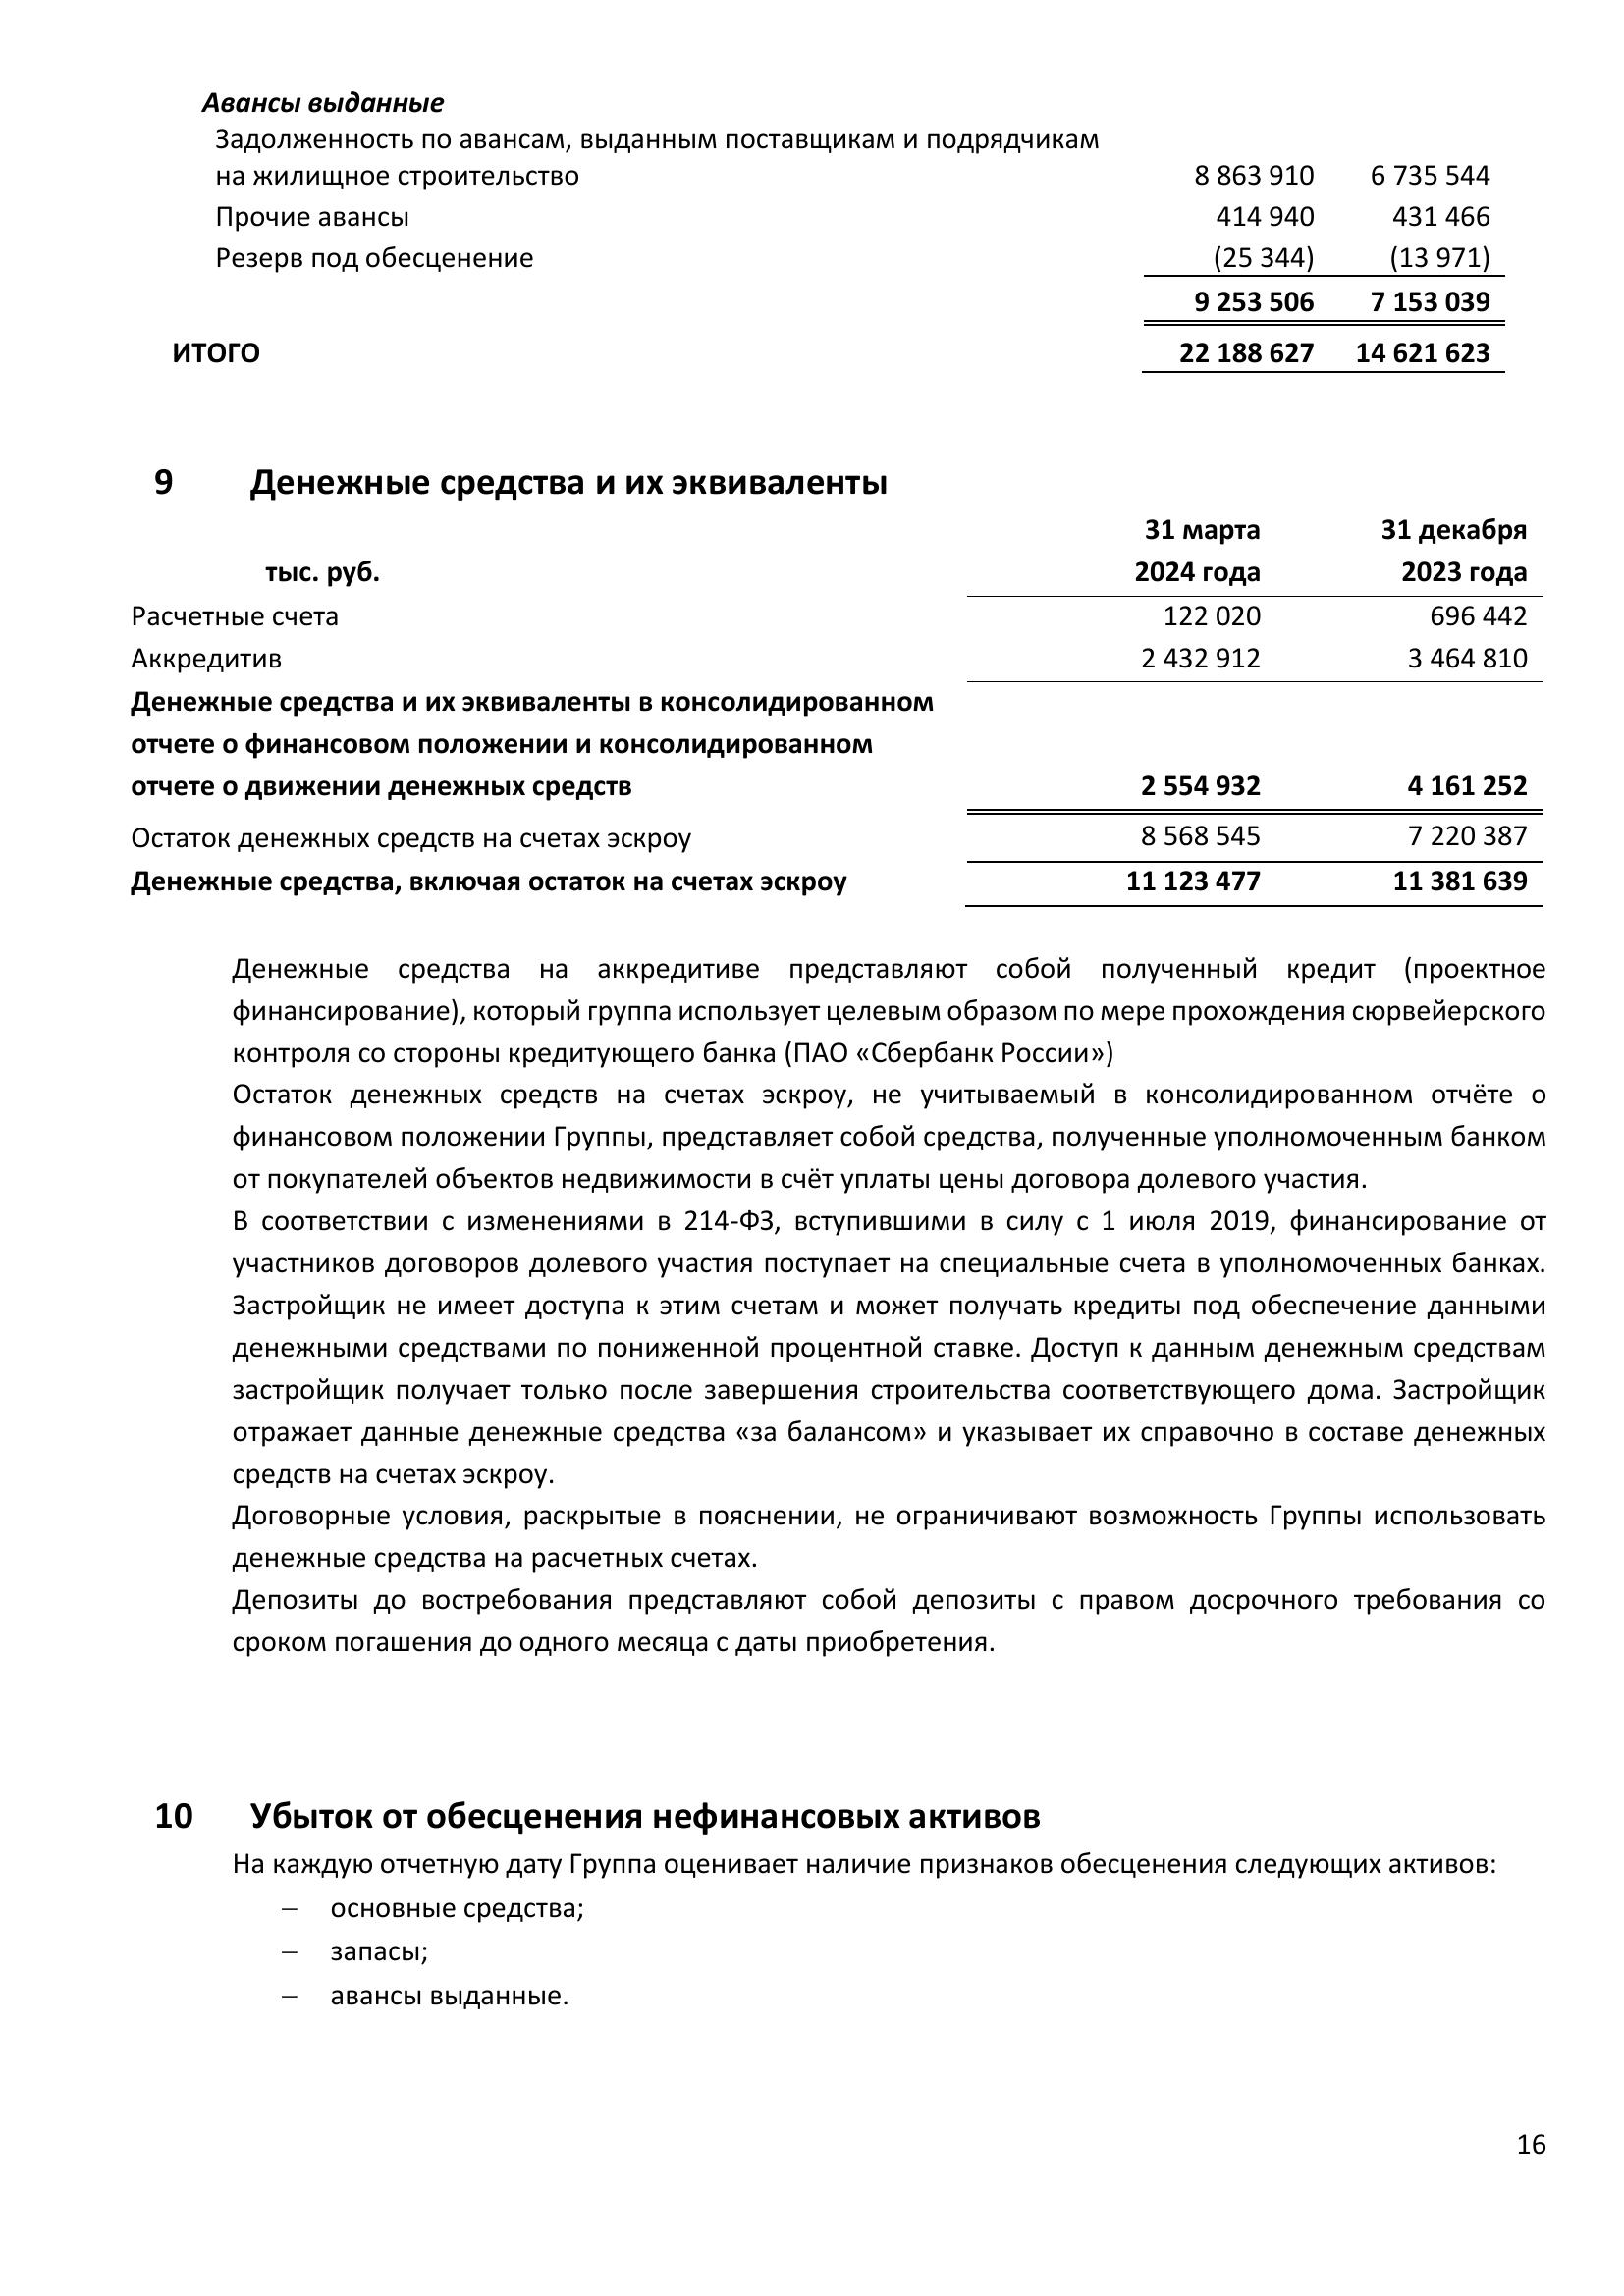 Авансы выданные
Задолженность по авансам, выданным поставщикам и подрядчикам
на жилищное строительство 8 863 910 6 735 544
Прочие авансы 414 940 431 466
Резерв под обесценение (25 344) (13 971)
9 253 506 7 153 039
ИТОГО 22 188 627 14 621 623
9 Денежные средства и их эквиваленты
31 марта 31 декабря
тыс. руб. 2024 года 2023 года
Расчетные счета 122 020 696 442
Аккредитив 2 432 912 3 464 810
Денежные средства и их эквиваленты в консолидированном
отчете о финансовом положении и консолидированном
отчете о движении денежных средств 2 554 932 4 161 252
Остаток денежных средств на счетах эскроу 8 568 545 7 220 387
Денежные средства, включая остаток на счетах эскроу 11 123 477 11 381 639
Денежные средства на аккредитиве представляют собой полученный кредит (проектное
финансирование), который группа использует целевым образом по мере прохождения сюрвейерского
контроля со стороны кредитующего банка (ПАО «Сбербанк России»)
Остаток денежных средств на счетах эскроу, не учитываемый в консолидированном отчёте о
финансовом положении Группы, представляет собой средства, полученные уполномоченным банком
от покупателей объектов недвижимости в счёт уплаты цены договора долевого участия.
В соответствии с изменениями в 214-ФЗ, вступившими в силу с 1 июля 2019, финансирование от
участников договоров долевого участия поступает на специальные счета в уполномоченных банках.
Застройщик не имеет доступа к этим счетам и может получать кредиты под обеспечение данными
денежными средствами по пониженной процентной ставке. Доступ к данным денежным средствам
застройщик получает только после завершения строительства соответствующего дома. Застройщик
отражает данные денежные средства «за балансом» и указывает их справочно в составе денежных
средств на счетах эскроу.
Договорные условия, раскрытые в пояснении, не ограничивают возможность Группы использовать
денежные средства на расчетных счетах.
Депозиты до востребования представляют собой депозиты с правом досрочного требования со
сроком погашения до одного месяца с даты приобретения.
10 Убыток от обесценения нефинансовых активов
На каждую отчетную дату Группа оценивает наличие признаков обесценения следующих активов:
– основные средства;
– запасы;
– авансы выданные.
16